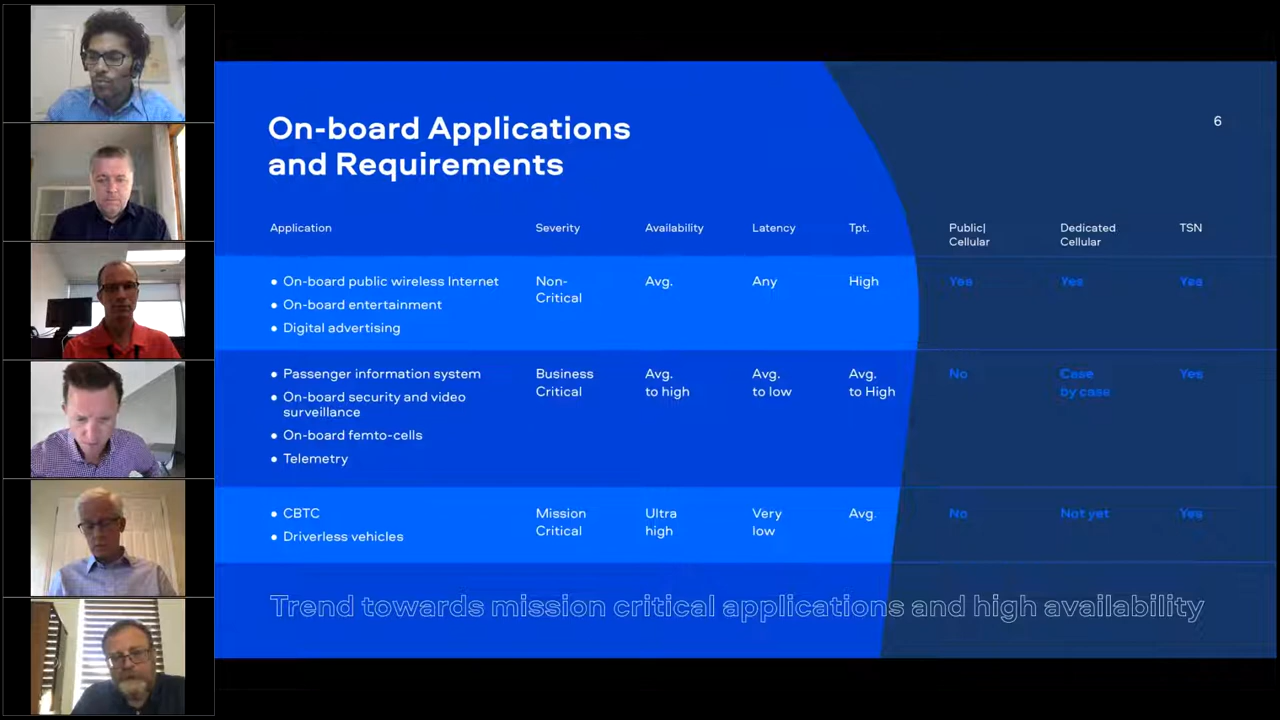 On-board Applications
and Requirements
6
Application Severity Availability Latency Tpt. Public| Dedicated TSN
Cellular Cellular
• On-board public wireless Internet Non- Avg. Any High Yes Yes Yes
Critical
• On-board entertainment
• Digital advertising
• Passenger information system Business Avg. Avg. Avg. No Case Yes
Critical to high to low to High by case
• On-board security and video
surveillance
• On-board femto-cells
• Telemetry
• CBTC Mission Ultra Very Avg. No Not yet Yes
Critical high low
• Driverless vehicles
Trend towards mission critical applications and high availability